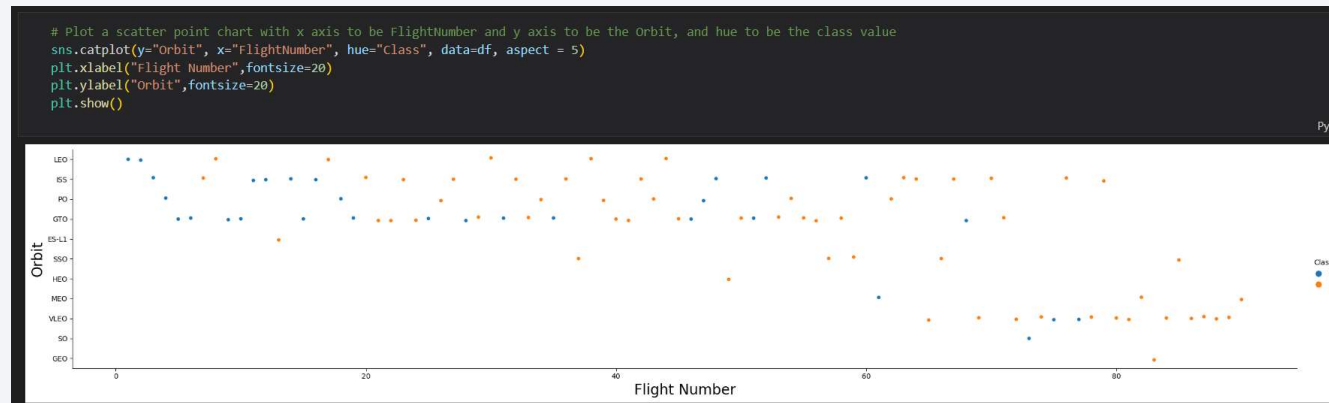 # Plot a scatter point chart with x axis to be FlightNumber and y axis to be the Orbit, and hue to be the class value
sns.catplot(y="Orbit", x="FlightNumber", hue="Class", data=df, aspect = 5)
plt.xlabel("Flight Number",fontsize=20)
plt.ylabel("Orbit",fontsize=20)
plt.show()
Py
LEO
ISS
PO
GTO
ES-L1
SSO
HEO
MEO
VLEO
SO
GEO
Orbit
Clas
0
20
40
60
80
Flight Number